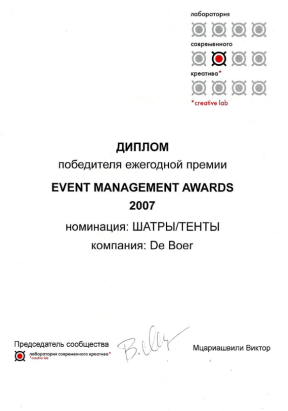 лаборатория
современного
креатива*
*creative lab
ДИПЛОМ
победителя ежегодной премии
EVENT MANAGEMENT AWARDS
2007
номинация: ШАТРЫ/ТЕНТЫ
компания: De Boer
Председатель сообщества
лаборатория современного креатива*
*creative lab
Мцариашвили Виктор